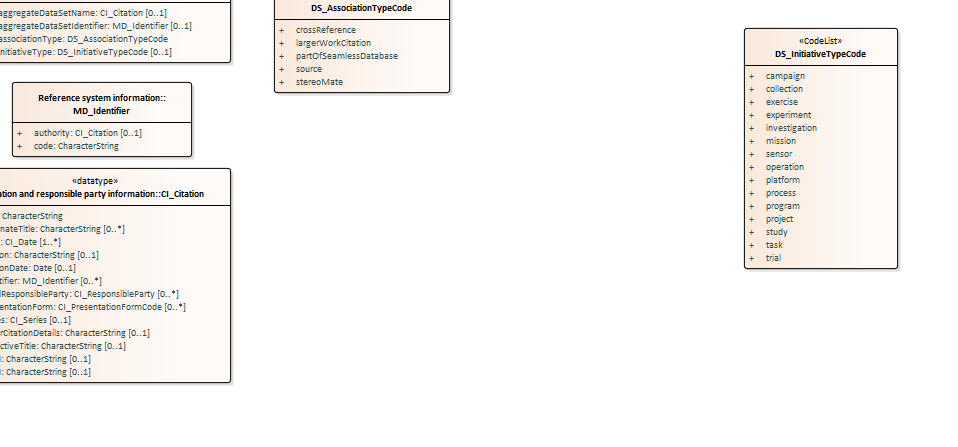 aggregateDataSetName: CI_Citation [0..1]
aggregateDataSetIdentifier: MD_Identifier [0..1]
associationType: DS_AssociationTypeCode
initiativeType: DS_InitiativeTypeCode [0..1]
Reference system information::
MD_Identifier
+ authority: CI_Citation [0..1]
+ code: CharacterString
«datatype»
ation and responsible party information::CI_Citation
CharacterString
nateTitle: CharacterString [0..*]
: CI_Date [1..*]
on: CharacterString [0..1]
onDate: Date [0..1]
tifier: MD_Identifier [0..*]
dResponsibleParty: CI_ResponsibleParty [0..*]
entationForm: CI_PresentationFormCode [0..*]
es: CI_Series [0..1]
rCitationDetails: CharacterString [0..1]
ctiveTitle: CharacterString [0..1]
: CharacterString [0..1]
: CharacterString [0..1]
DS_AssociationTypeCode
+ crossReference
+ largerWorkCitation
+ partOfSeamlessDatabase
+ source
+ stereoMate
«CodeList»
DS_InitiativeTypeCode
+ campaign
+ collection
+ exercise
+ experiment
+ investigation
+ mission
+ sensor
+ operation
+ platform
+ process
+ program
+ project
+ study
+ task
+ trial